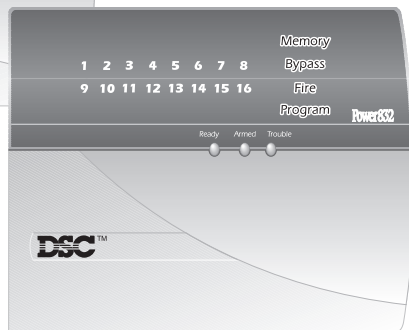 Memory
1 2 3 4 5 6 7 8 Bypass
9 10 11 12 13 14 15 16 Fire
Program Power832
Ready Armed Trouble
DSC™